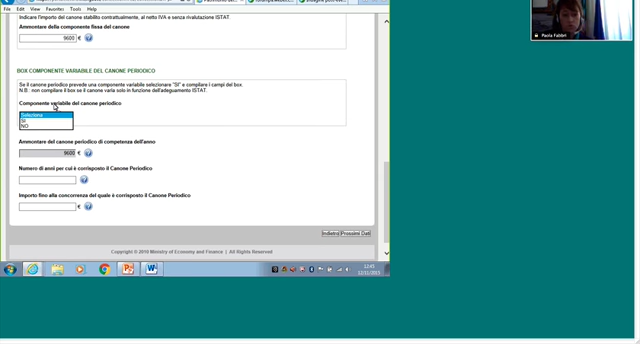 File Edit View Favorites Tools Help
Indicare l'importo del canone stabilito contrattualmente, al netto IVA e senza rivalutazione ISTAT
Ammontare della componente fissa del canone
9600 € ?
BOX COMPONENTE VARIABILE DEL CANONE PERIODICO
Se il canone periodico prevede una componente variabile selezionare "SI" e compilare i campi del box.
N.B. non compilare il box se il canone varia solo in funzione dell'adeguamento ISTAT.
Componente variabile del canone periodico
Seleziona
SI
NO
Ammontare del canone periodico di competenza dell'anno
9600 € ?
Numero di anni per cui è corrisposto il Canone Periodico
?
Importo fino alla concorrenza del quale è corrisposto il Canone Periodico
€ ?
Indietro Prossimi Dati
Copyright © 2010 Ministry of Economy and Finance | All Rights Reserved
12:45
12/11/2015
Paola Fabbri